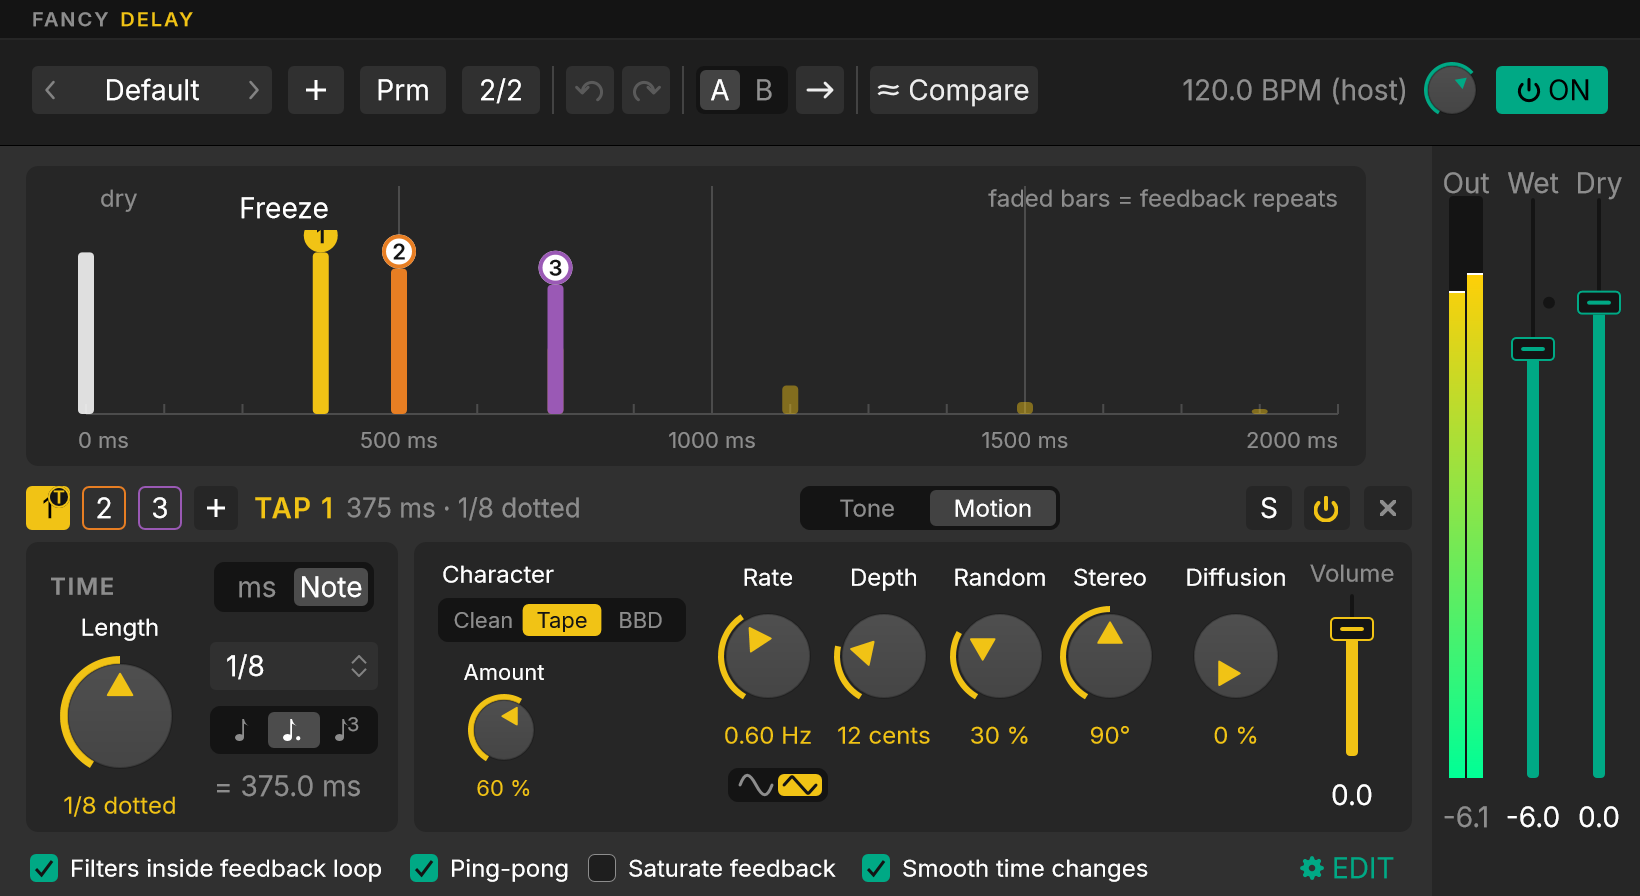 FANCY DELAY
Default + Prm 2/2 A B → ≈ Compare 120.0 BPM (host) ON
Out Wet Dry
dry Freeze faded bars = feedback repeats
1 2 3
0 ms 500 ms 1000 ms 1500 ms 2000 ms
1 T 2 3 + TAP 1 375 ms · 1/8 dotted Tone Motion S ×
TIME ms Note
Length
1/8
♪ ♪. ♪3
= 375.0 ms
1/8 dotted
Character
Clean Tape BBD
Amount
60 %
Rate Depth Random Stereo Diffusion Volume
0.60 Hz 12 cents 30 % 90° 0 %
0.0
-6.1 -6.0 0.0
Filters inside feedback loop Ping-pong Saturate feedback Smooth time changes EDIT